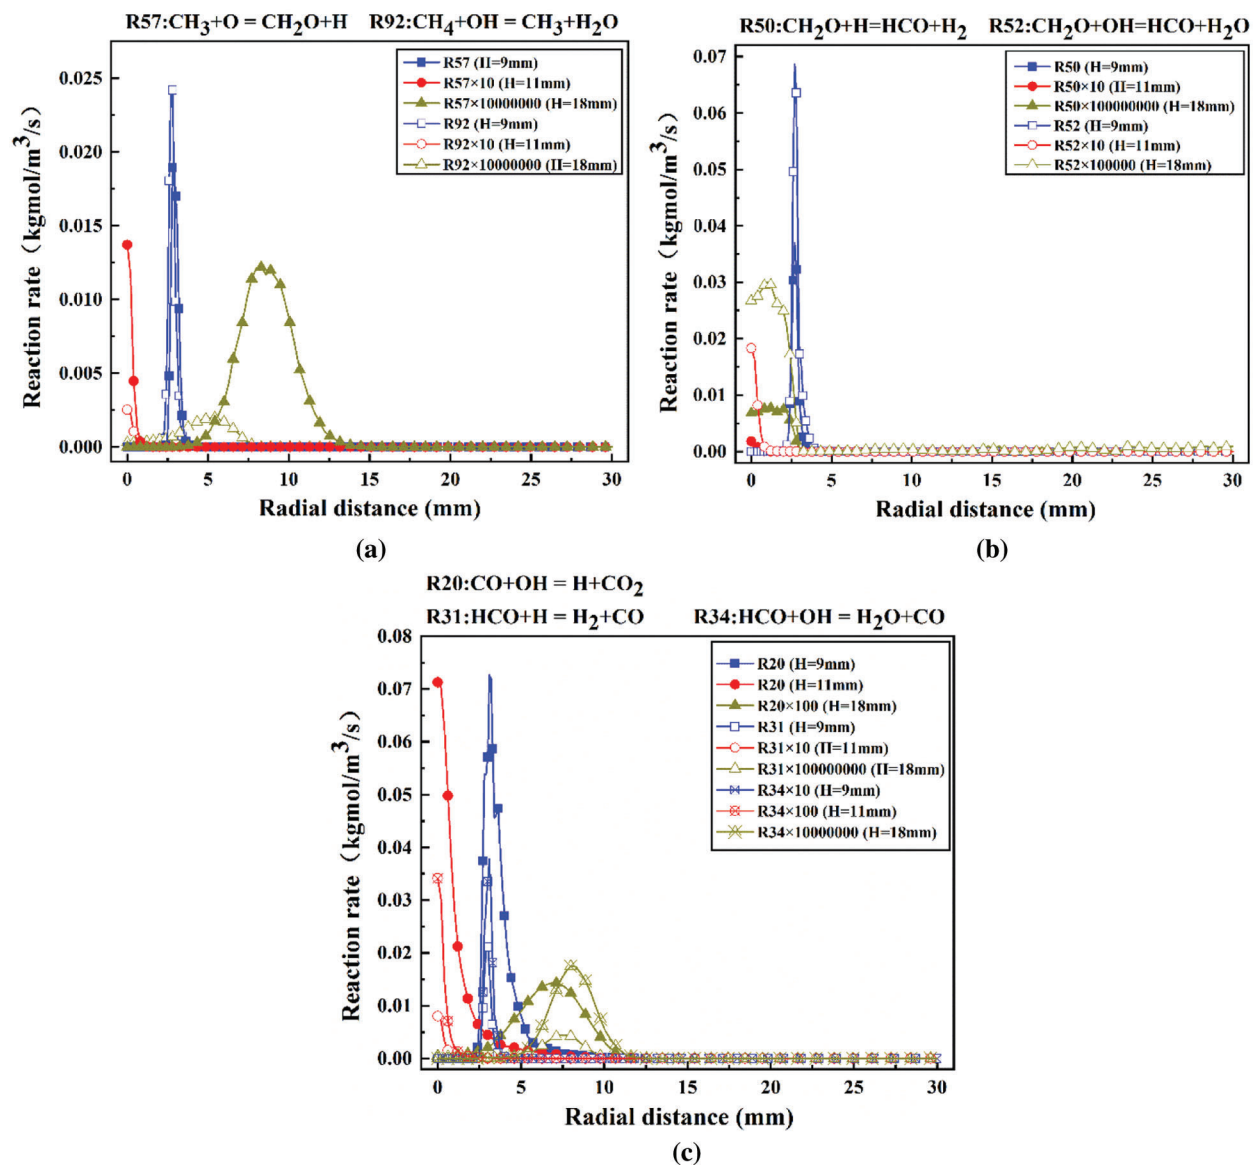 R57:CH3+O = CH2O+H R92:CH4+OH = CH3+H2O
R57 (H=9mm)
R57×10 (H=11mm)
R57×10000000 (H=18mm)
R92 (H=9mm)
R92×10 (H=11mm)
R92×10000000 (H=18mm)
0.025
0.020
0.015
0.010
0.005
0.000
Reaction rate (kgmol/m3/s)
0 5 10 15 20 25 30
Radial distance (mm)
(a)
R50:CH2O+H=HCO+H2 R52:CH2O+OH=HCO+H2O
R50 (H=9mm)
R50×10 (H=11mm)
R50×100000000 (H=18mm)
R52 (H=9mm)
R52×10 (H=11mm)
R52×100000 (H=18mm)
0.07
0.06
0.05
0.04
0.03
0.02
0.01
0.00
Reaction rate (kgmol/m3/s)
0 5 10 15 20 25 30
Radial distance (mm)
(b)
R20:CO+OH = H+CO2
R31:HCO+H = H2+CO R34:HCO+OH = H2O+CO
R20 (H=9mm)
R20 (H=11mm)
R20×100 (H=18mm)
R31 (H=9mm)
R31×10 (H=11mm)
R31×100000000 (H=18mm)
R34×10 (H=9mm)
R34×100 (H=11mm)
R34×10000000 (H=18mm)
0.08
0.07
0.06
0.05
0.04
0.03
0.02
0.01
0.00
Reaction rate (kgmol/m3/s)
0 5 10 15 20 25 30
Radial distance (mm)
(c)